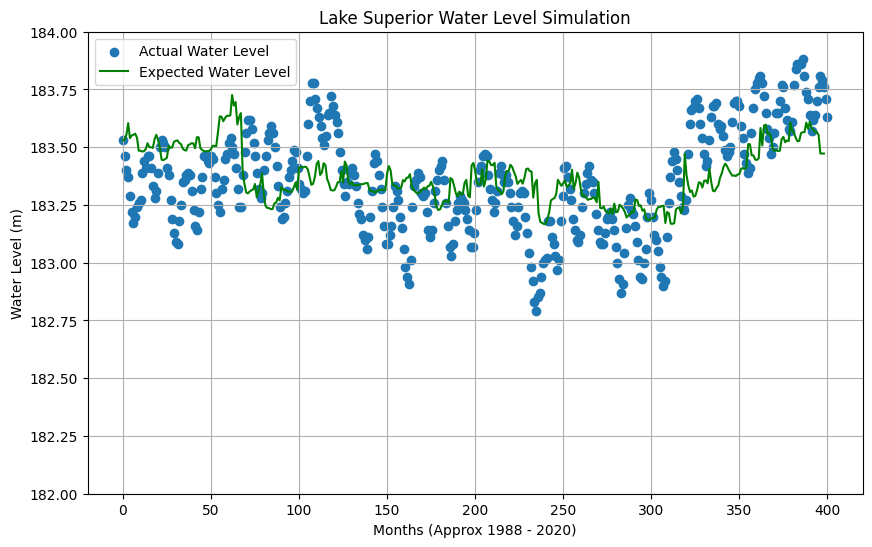 Lake Superior Water Level Simulation
Actual Water Level
Expected Water Level
Water Level (m)
184.00
183.75
183.50
183.25
183.00
182.75
182.50
182.25
182.00
0 50 100 150 200 250 300 350 400
Months (Approx 1988 - 2020)